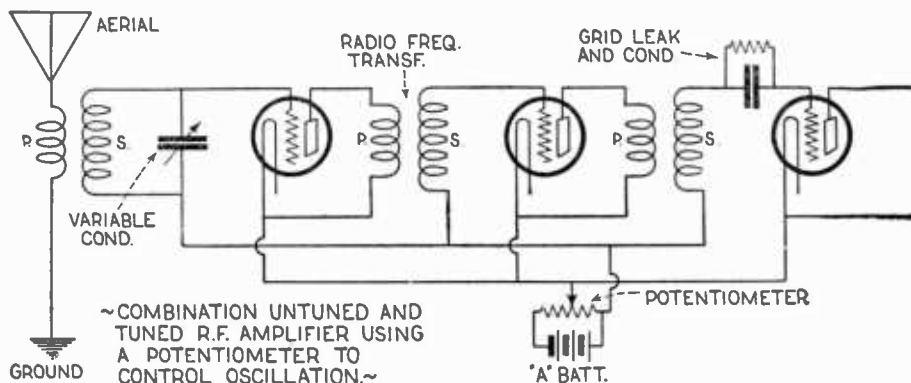 AERIAL
RADIO FREQ.
TRANSF.
GRID LEAK
AND COND
P.
S.
P.
S.
P.
S.
VARIABLE
COND.
POTENTIOMETER
~COMBINATION UNTUNED AND
TUNED R.F. AMPLIFIER USING
A POTENTIOMETER TO
CONTROL OSCILLATION.~
GROUND
"A" BATT.